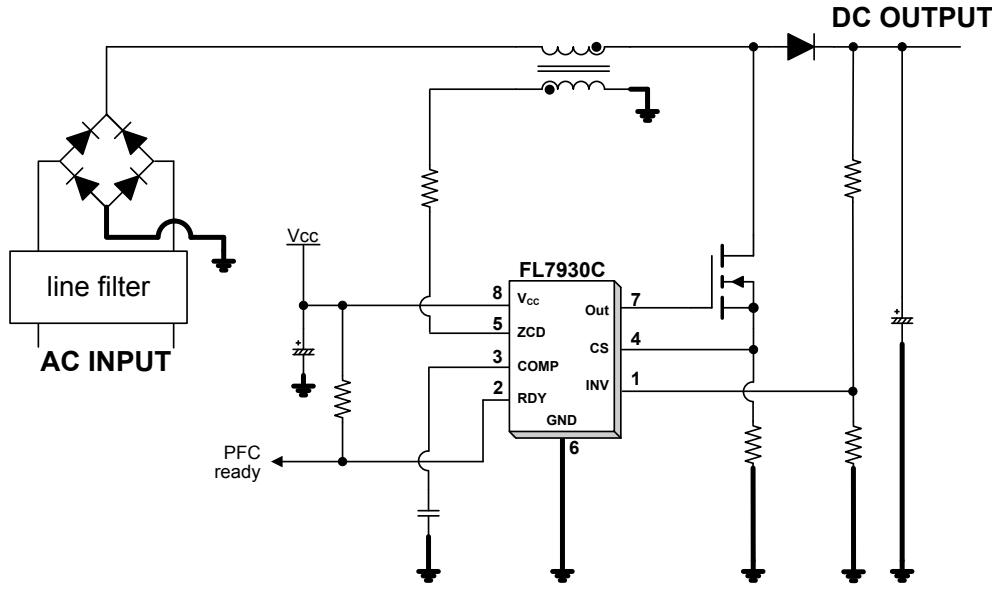 DC OUTPUT
Vcc
line filter
AC INPUT
FL7930C
8
VCC
5
ZCD
3
COMP
2
RDY
Out
7
CS
4
INV
1
GND
6
PFC
ready
+
+